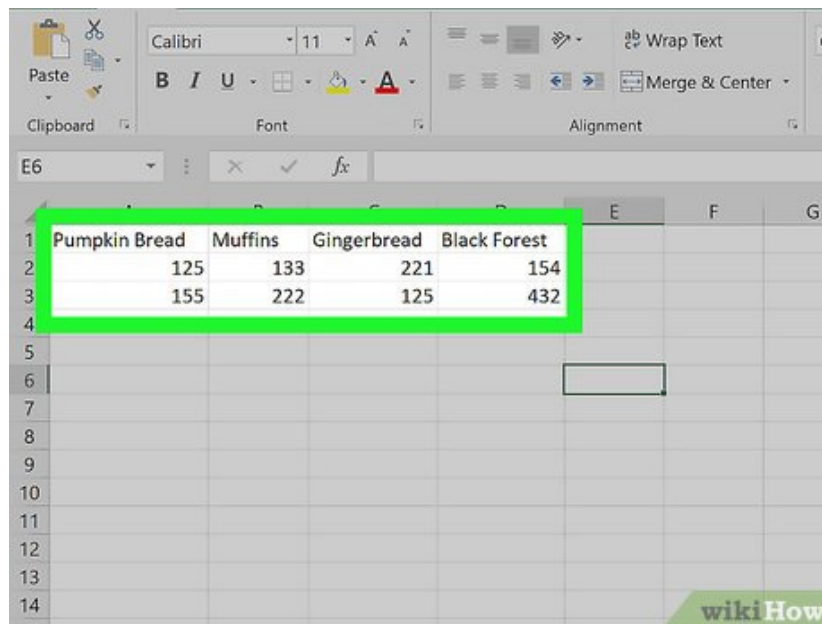 Calibri 11 A A ab Wrap Text
Paste B I U A Merge & Center
Clipboard Font Alignment
E6 fx
E F G
1 Pumpkin Bread Muffins Gingerbread Black Forest
2 125 133 221 154
3 155 222 125 432
4
5
6
7
8
9
10
11
12
13
14
wikiHow